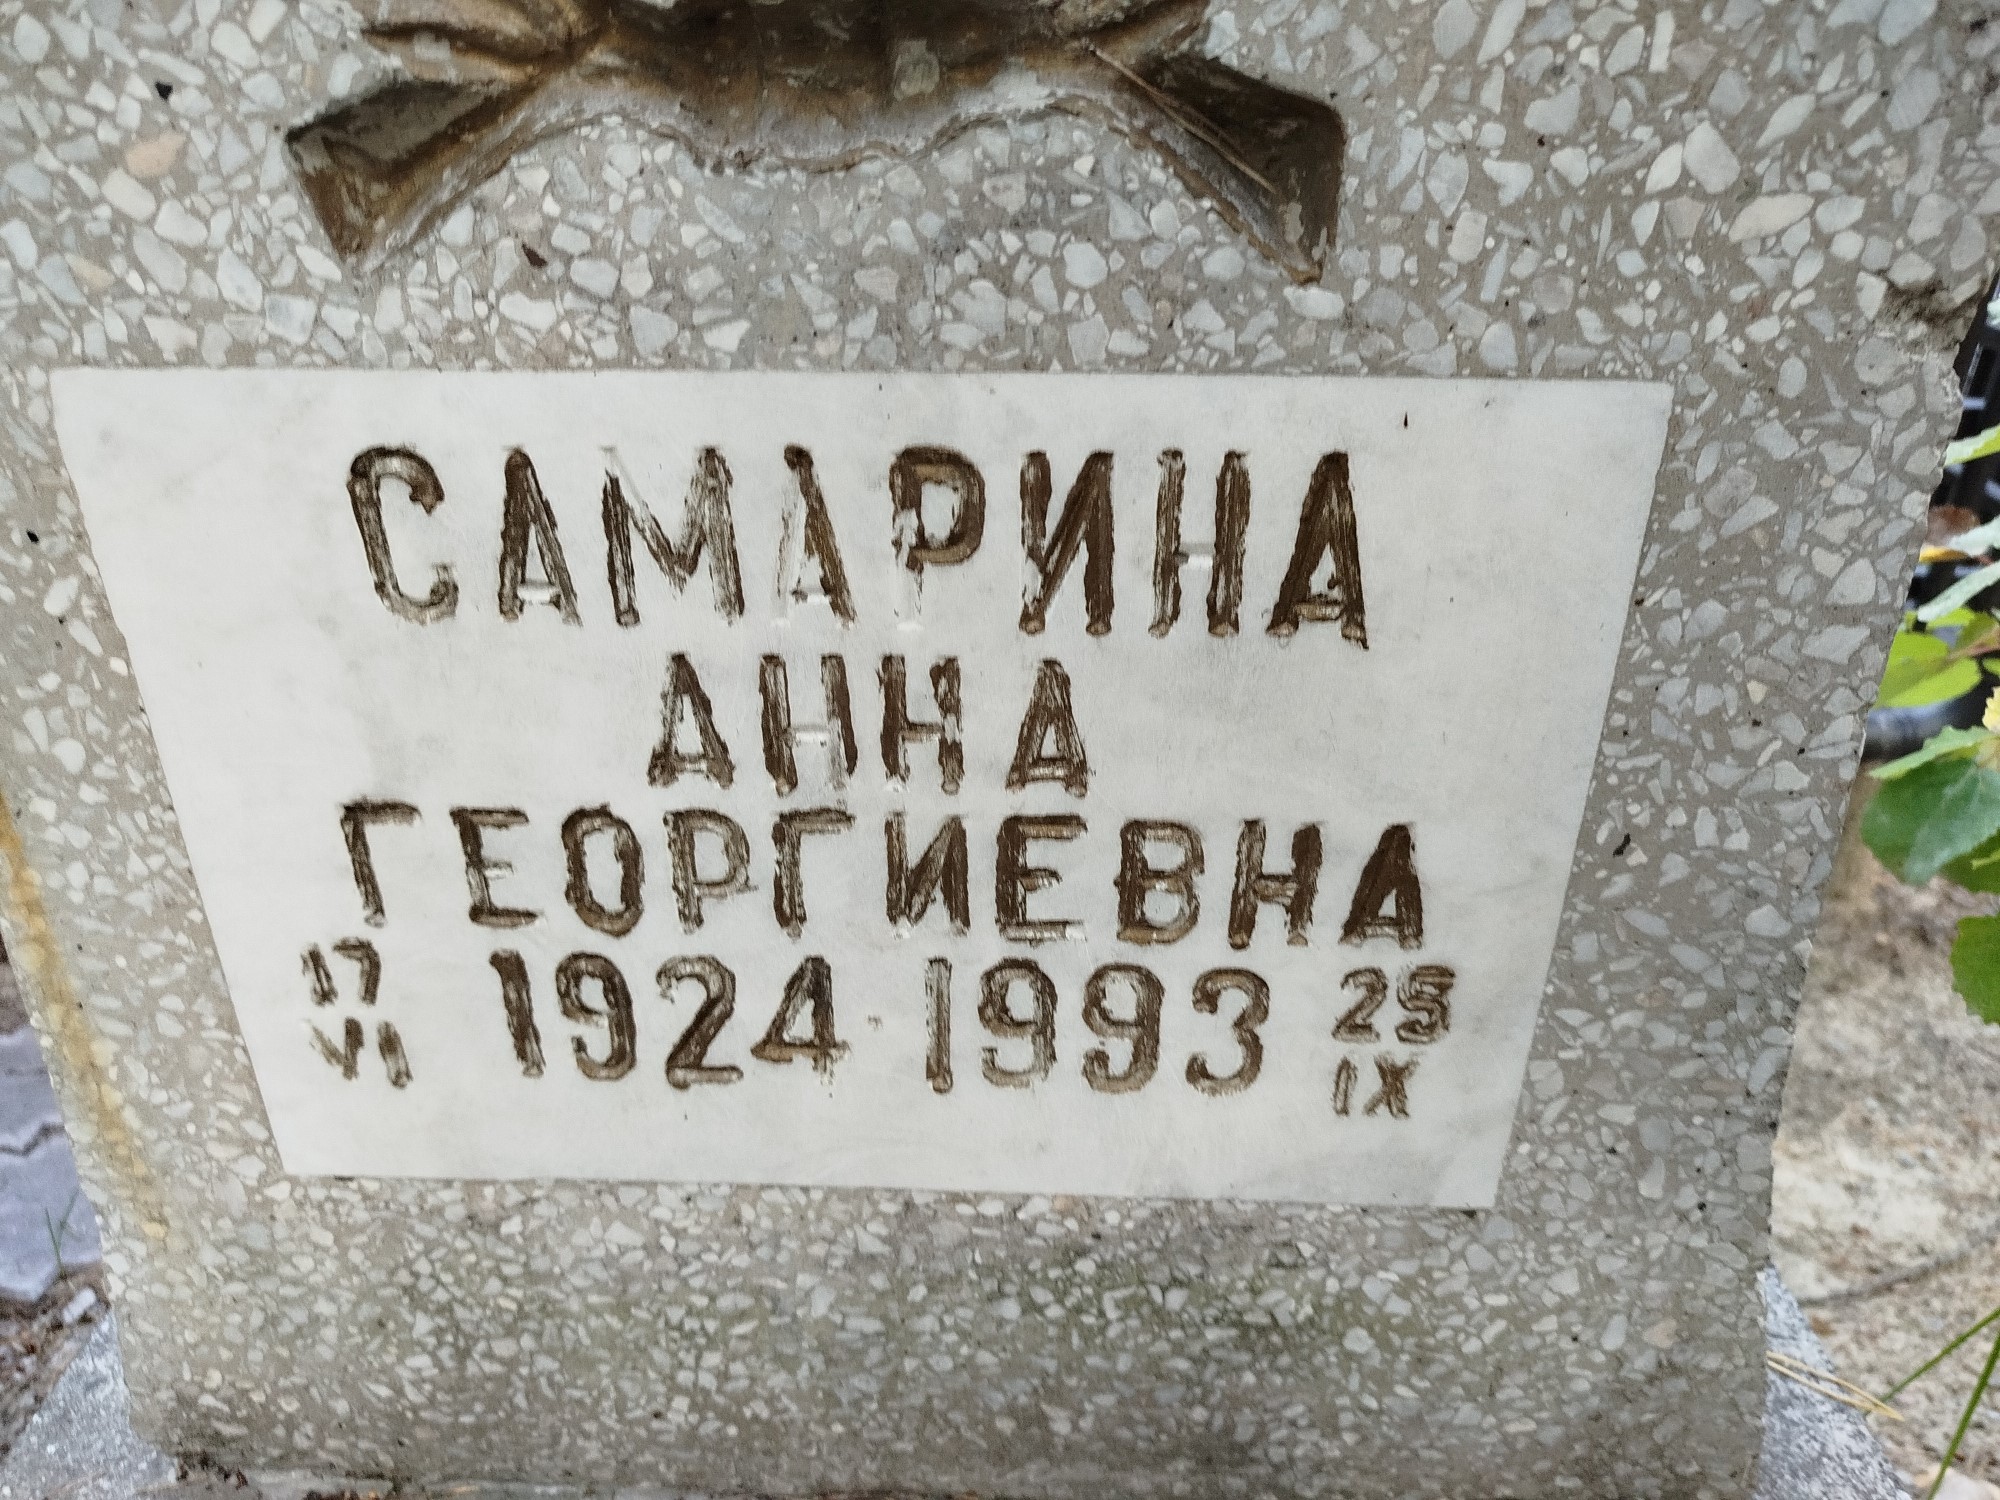 САМАРИНА
АННА
ГЕОРГИЕВНА
17 VI 1924-1993 25 IX